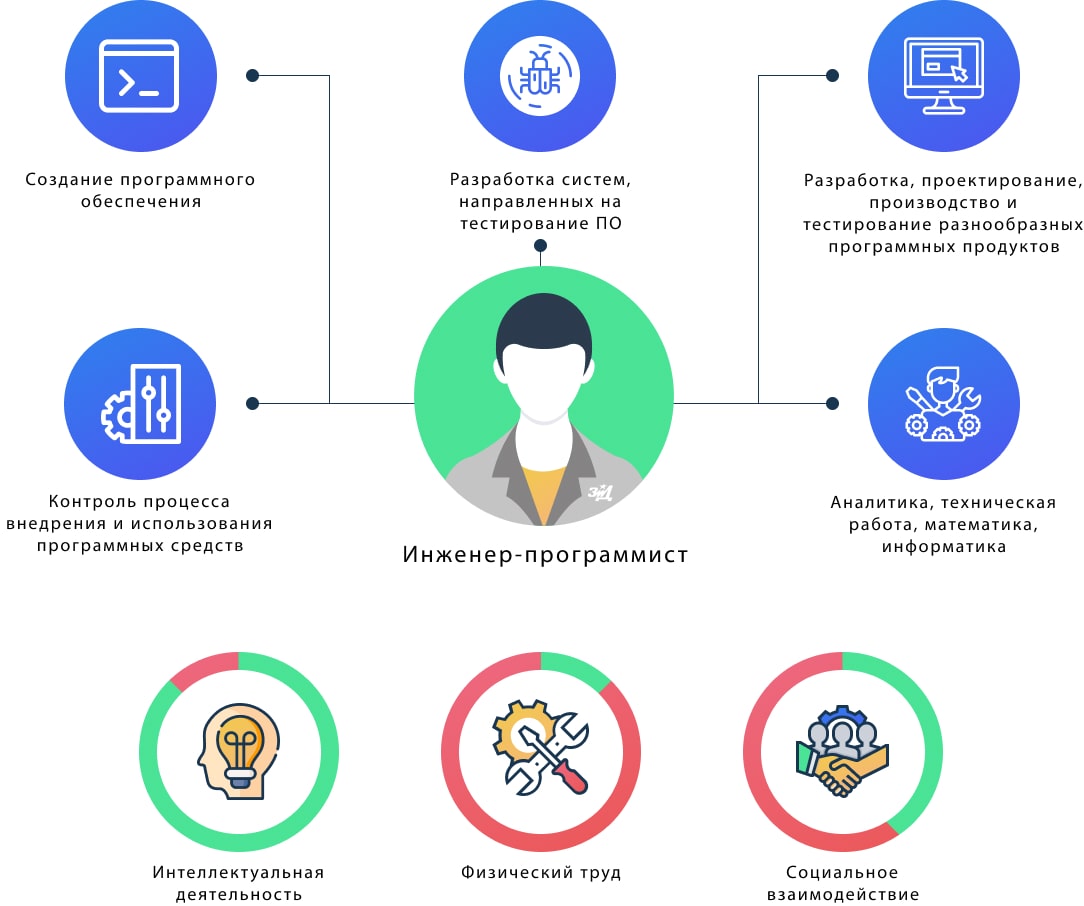 Создание программного
обеспечения
Разработка систем,
направленных на
тестирование ПО
Разработка, проектирование,
производство и
тестирование разнообразных
программных продуктов
Контроль процесса
внедрения и использования
программных средств
Инженер-программист
Аналитика, техническая
работа, математика,
информатика
Интеллектуальная
деятельность
Физический труд
Социальное
взаимодействие